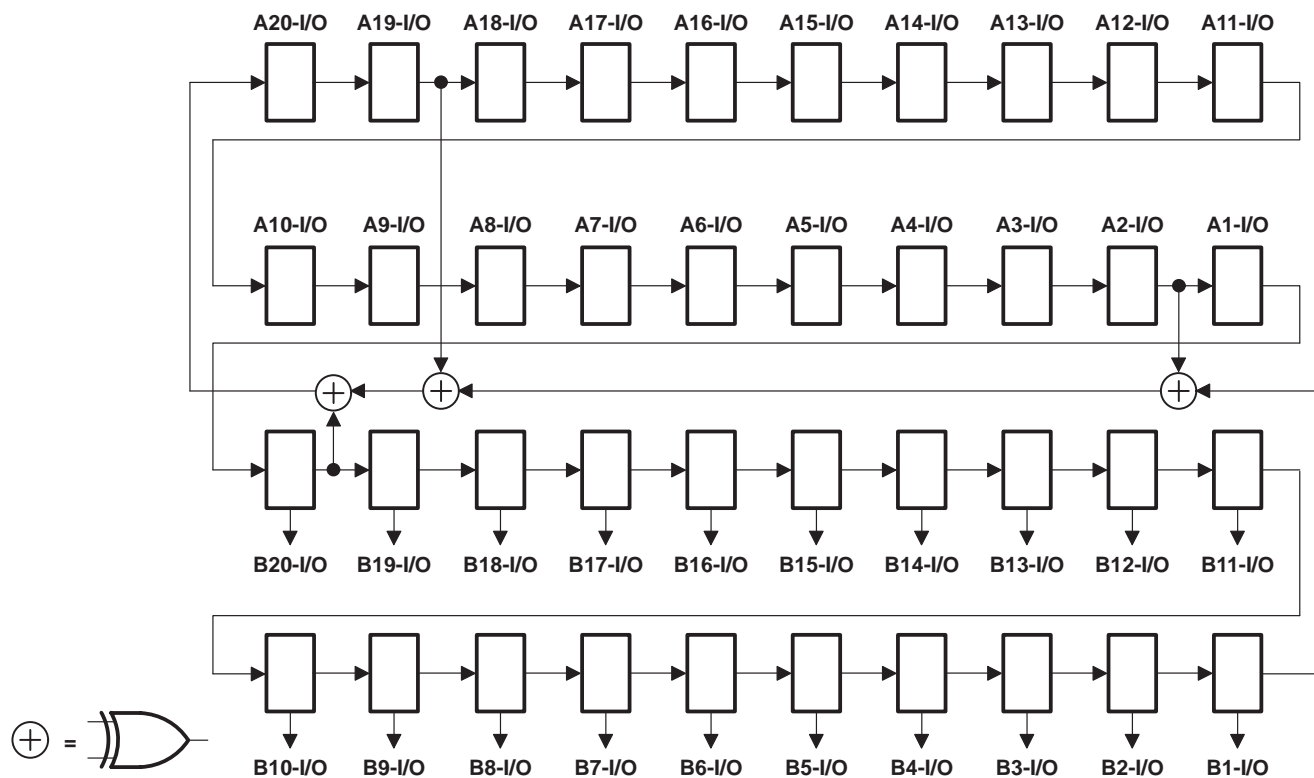 A20-I/O A19-I/O A18-I/O A17-I/O A16-I/O A15-I/O A14-I/O A13-I/O A12-I/O A11-I/O
A10-I/O A9-I/O A8-I/O A7-I/O A6-I/O A5-I/O A4-I/O A3-I/O A2-I/O A1-I/O
B20-I/O B19-I/O B18-I/O B17-I/O B16-I/O B15-I/O B14-I/O B13-I/O B12-I/O B11-I/O
=
B10-I/O B9-I/O B8-I/O B7-I/O B6-I/O B5-I/O B4-I/O B3-I/O B2-I/O B1-I/O